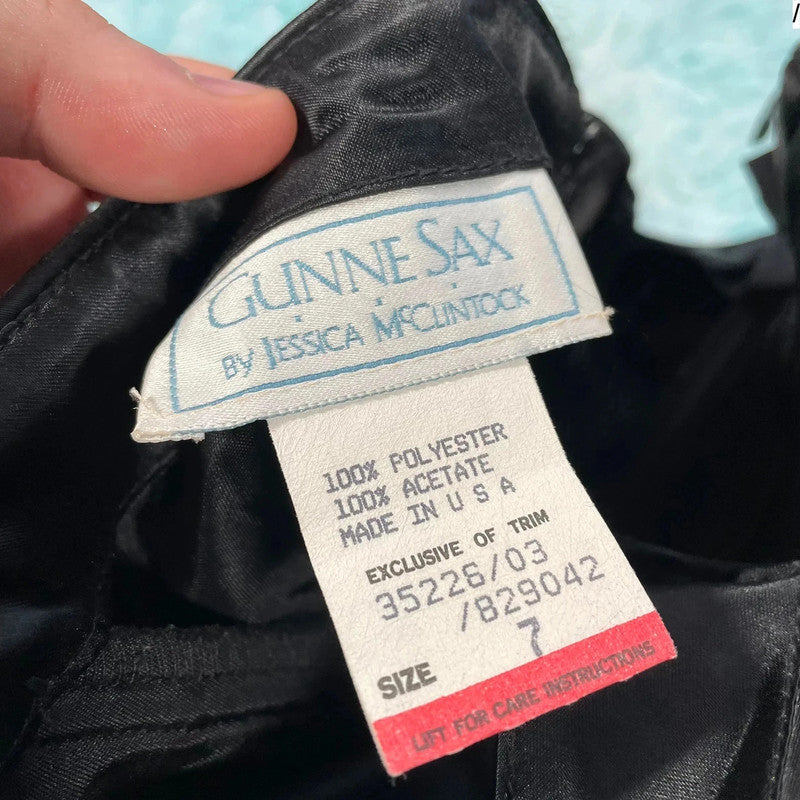 GUNNE SAX
BY JESSICA McCLINTOCK
100% POLYESTER
100% ACETATE
MADE IN U S A
EXCLUSIVE OF TRIM
35226/03
/829042
7
SIZE
LIFT FOR CARE INSTRUCTIONS